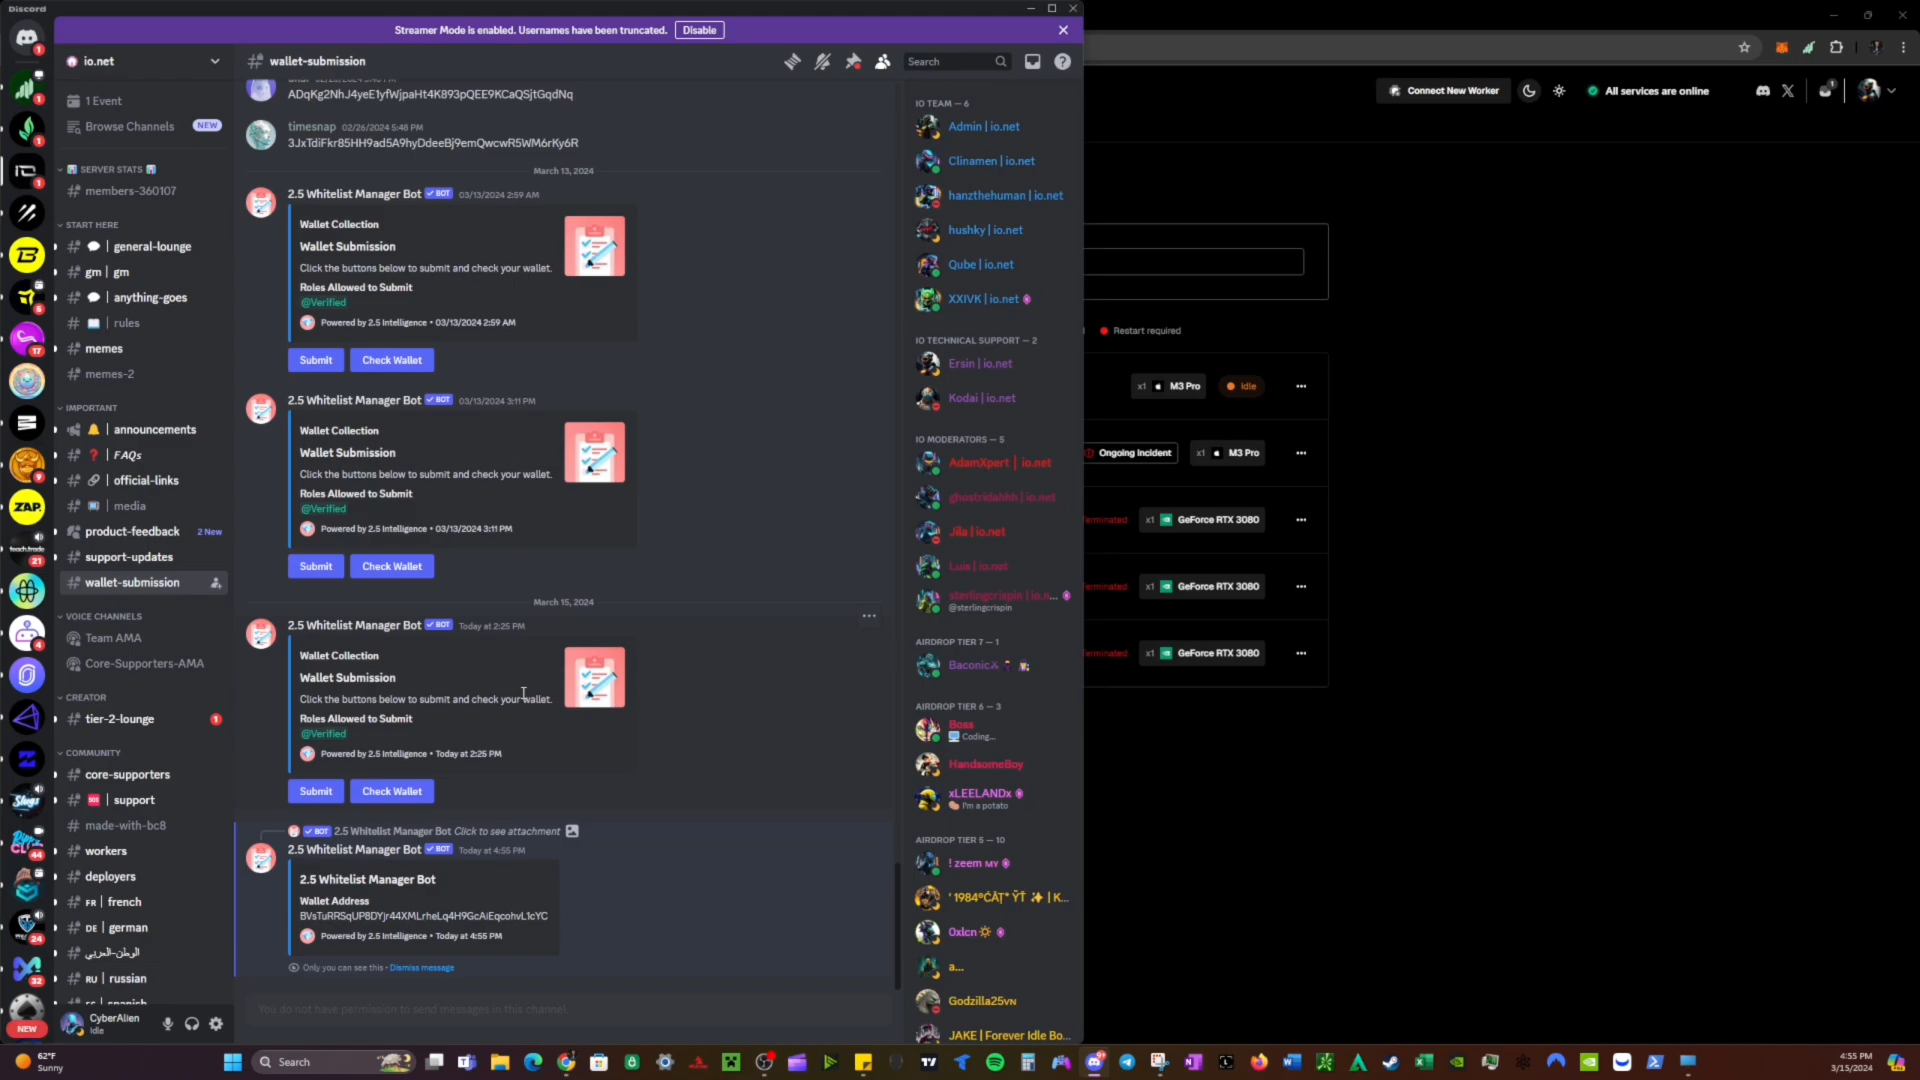 Discord
Streamer Mode is enabled. Usernames have been truncated.
Disable
io.net
1 Event
Browse Channels
NEW
SERVER STATS
members-360107
START HERE
general-lounge
gm | gm
anything-goes
rules
memes
memes-2
IMPORTANT
announcements
FAQs
official-links
media
product-feedback
2 New
support-updates
wallet-submission
VOICE CHANNELS
Team AMA
Core-Supporters-AMA
CREATOR
tier-2-lounge
1
COMMUNITY
core-supporters
support
made-with-bc8
workers
deployers
FR | french
DE | german
الوطن-العربي
RU | russian
ES | spanish
CyberAlien
Idle
wallet-submission
Search
ADqKg2NhJ4yeE1yfWjpaHt4K893pQEE9KCaQSjtGqdNq
timesnap 02/26/2024 5:46 PM
3JxTdiFkr85HH9ad5A9hyDdeeBj9emQwcwR5WM6rKy6R
March 13, 2024
2.5 Whitelist Manager Bot BOT 03/13/2024 2:59 AM
Wallet Collection
Wallet Submission
Click the buttons below to submit and check your wallet.
Roles Allowed to Submit
@Verified
Powered by 2.5 Intelligence • 03/13/2024 2:59 AM
Submit
Check Wallet
2.5 Whitelist Manager Bot BOT 03/13/2024 3:11 PM
Wallet Collection
Wallet Submission
Click the buttons below to submit and check your wallet.
Roles Allowed to Submit
@Verified
Powered by 2.5 Intelligence • 03/13/2024 3:11 PM
Submit
Check Wallet
March 15, 2024
2.5 Whitelist Manager Bot BOT Today at 2:25 PM
Wallet Collection
Wallet Submission
Click the buttons below to submit and check your wallet.
Roles Allowed to Submit
@Verified
Powered by 2.5 Intelligence • Today at 2:25 PM
Submit
Check Wallet
BOT 2.5 Whitelist Manager Bot Click to see attachment
2.5 Whitelist Manager Bot BOT Today at 4:55 PM
2.5 Whitelist Manager Bot
Wallet Address
BVsTuRRSqUP8DYjr44XMLrheLq4H9GcAiEqcohvL1cYC
Powered by 2.5 Intelligence • Today at 4:55 PM
Only you can see this • Dismiss message
You do not have permission to send messages in this channel.
IO TEAM — 6
Admin | io.net
Clinamen | io.net
hanzthehuman | io.net
hushky | io.net
Qube | io.net
XXIVK | io.net
IO TECHNICAL SUPPORT — 2
Ersin | io.net
Kodai | io.net
IO MODERATORS — 5
AdamXpert | io.net
ghostridahhh | io.net
Jila | io.net
Luis | io.net
sterlingcrispin | io.n...
@sterlingcrispin
AIRDROP TIER 7 — 1
Baconic
AIRDROP TIER 6 — 3
Boss
Coding...
HandsomeBoy
xLEELANDx
I'm a potato
AIRDROP TIER 5 — 10
! zeem MY
0xlcn
a...
Godzilla25VN
JAKE | Forever Idle Bo...
Connect New Worker
All services are online
Restart required
x1 M3 Pro
Idle
Ongoing Incident
x1 M3 Pro
x1 GeForce RTX 3080
x1 GeForce RTX 3080
x1 GeForce RTX 3080
62°F
Sunny
Search
4:55 PM
3/15/2024